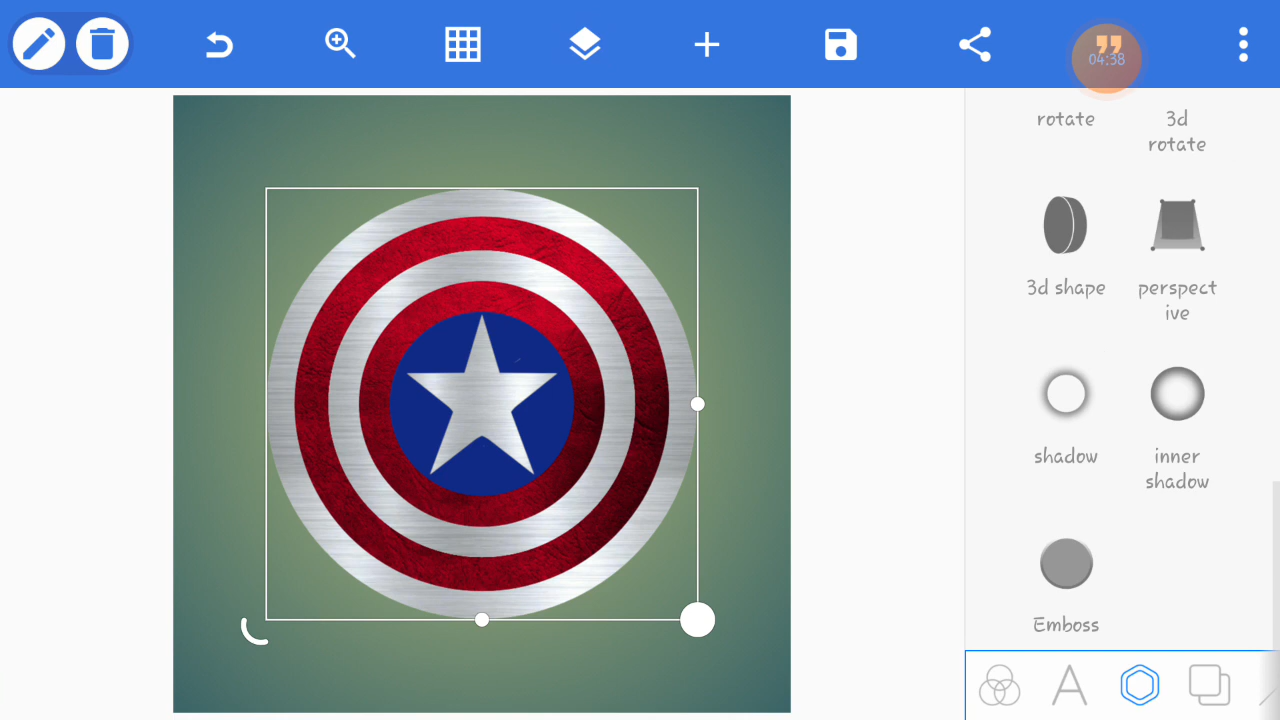 04:38
rotate
3d
rotate
3d shape
perspect
ive
shadow
inner
shadow
Emboss